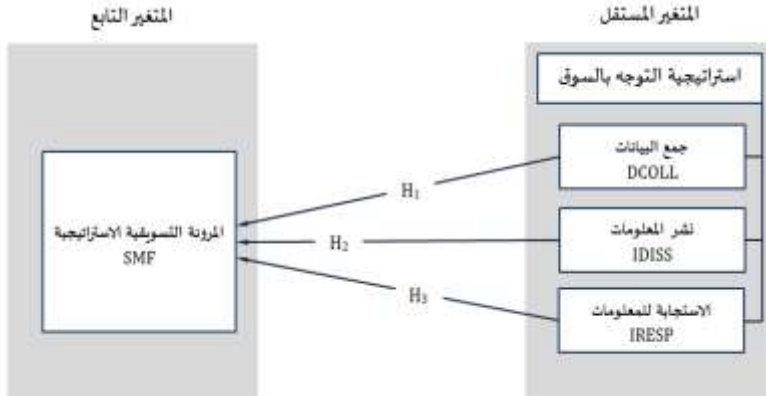 المتغير المستقل
المتغير التابع
استراتيجية التوجه بالسوق
جمع البيانات
DCOLL
H₁
نشر المعلومات
IDISS
H₂
المرونة التسويقية الاستراتيجية
SMF
H₃
الاستجابة للمعلومات
IRESP